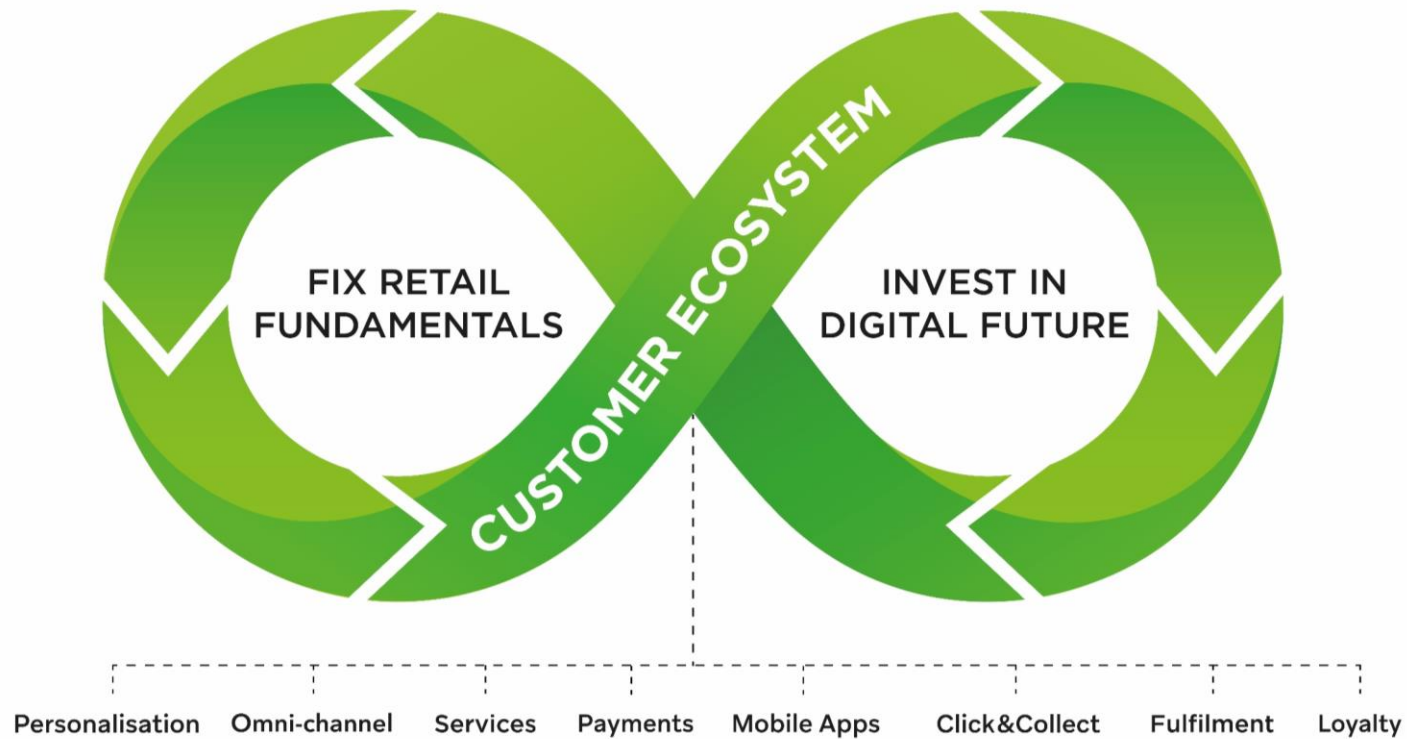 FIX RETAIL
FUNDAMENTALS
CUSTOMER ECOSYSTEM
INVEST IN
DIGITAL FUTURE
Personalisation Omni-channel Services Payments Mobile Apps Click&Collect Fulfilment Loyalty